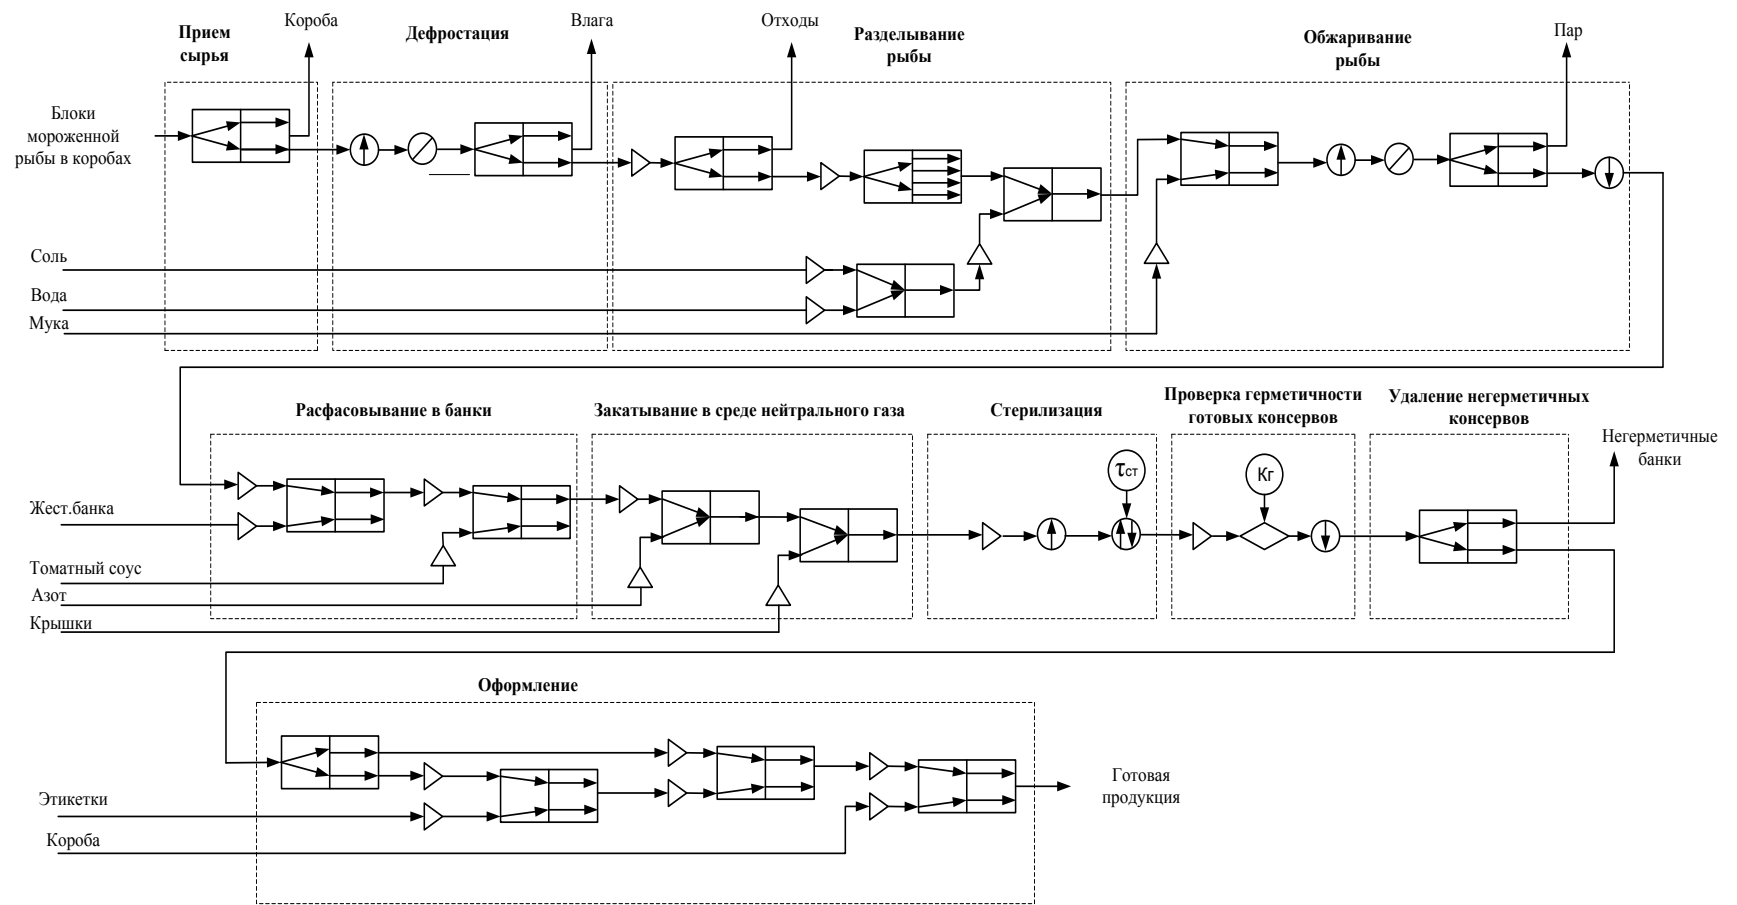 Прием
сырья
Короба
Дефростация
Влага
Отходы
Разделывание
рыбы
Обжаривание
рыбы
Пар
Блоки
мороженной
рыбы в коробах
Соль
Вода
Мука
Расфасовывание в банки
Закатывание в среде нейтрального газа
Стерилизация
Проверка герметичности
готовых консервов
Удаление негерметичных
консервов
Негерметичные
банки
τст
Кг
Жест.банка
Томатный соус
Азот
Крышки
Оформление
Этикетки
Короба
Готовая
продукция